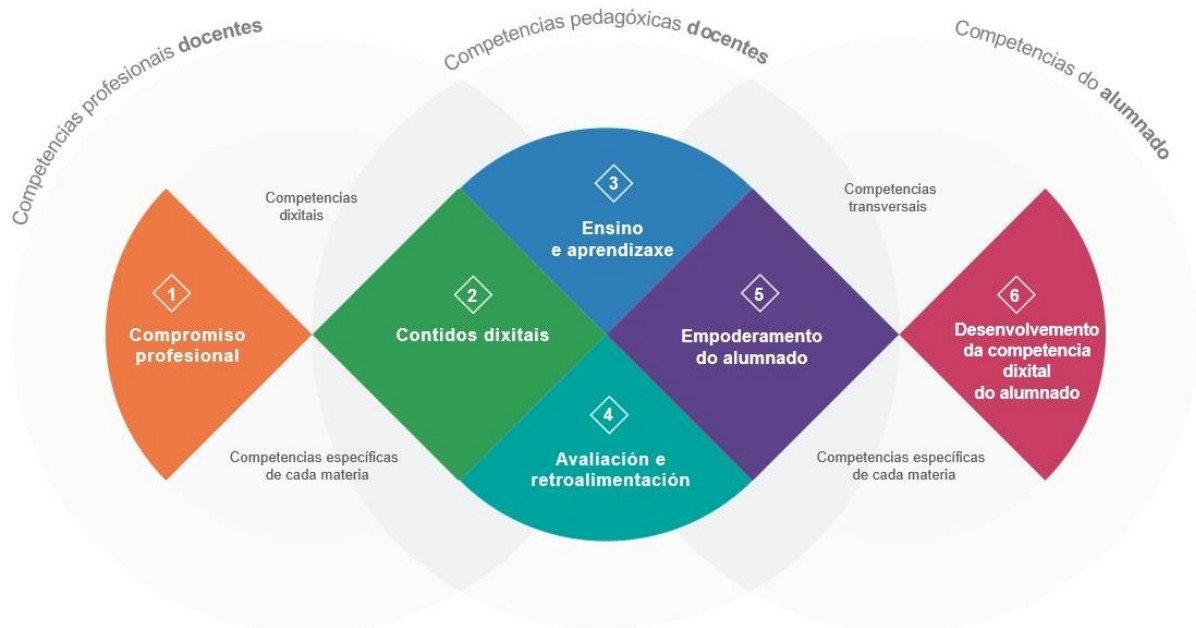 Competencias profesionais docentes
Competencias pedagóxicas docentes
Competencias do alumnado
Competencias
dixitais
Competencias
transversais
1
Compromiso
profesional
2
Contidos dixitais
3
Ensino
e aprendizaxe
4
Avaliación e
retroalimentación
5
Empoderamento
do alumnado
6
Desenvolvemento
da competencia
dixital
do alumnado
Competencias específicas
de cada materia
Competencias específicas
de cada materia